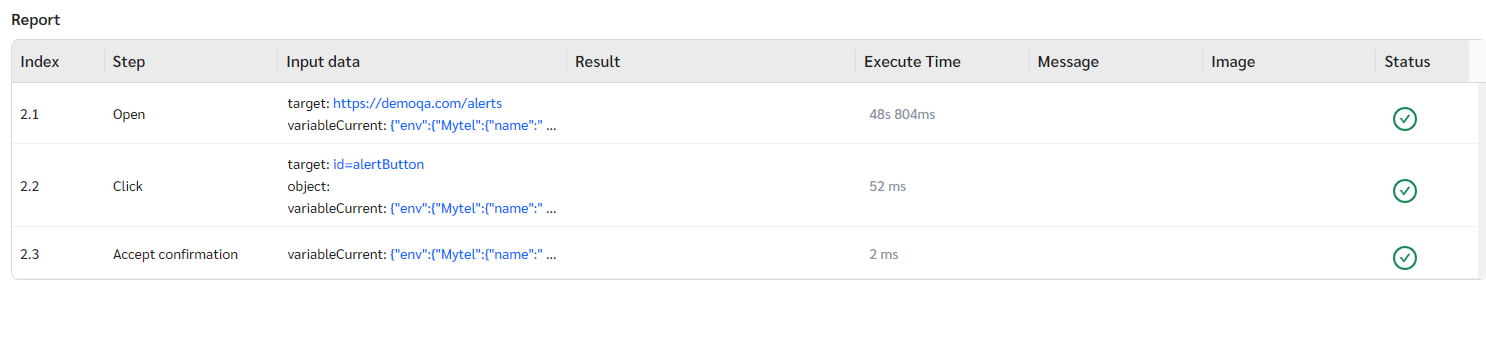 Report
Index Step Input data Result Execute Time Message Image Status
target: https://demoqa.com/alerts
2.1 Open 48s 804ms
variableCurrent: {"env":{"Mytel":{"name":" ...
target: id=alertButton
2.2 Click object: 52 ms
variableCurrent: {"env":{"Mytel":{"name":" ...
2.3 Accept confirmation variableCurrent: {"env":{"Mytel":{"name":" ... 2 ms